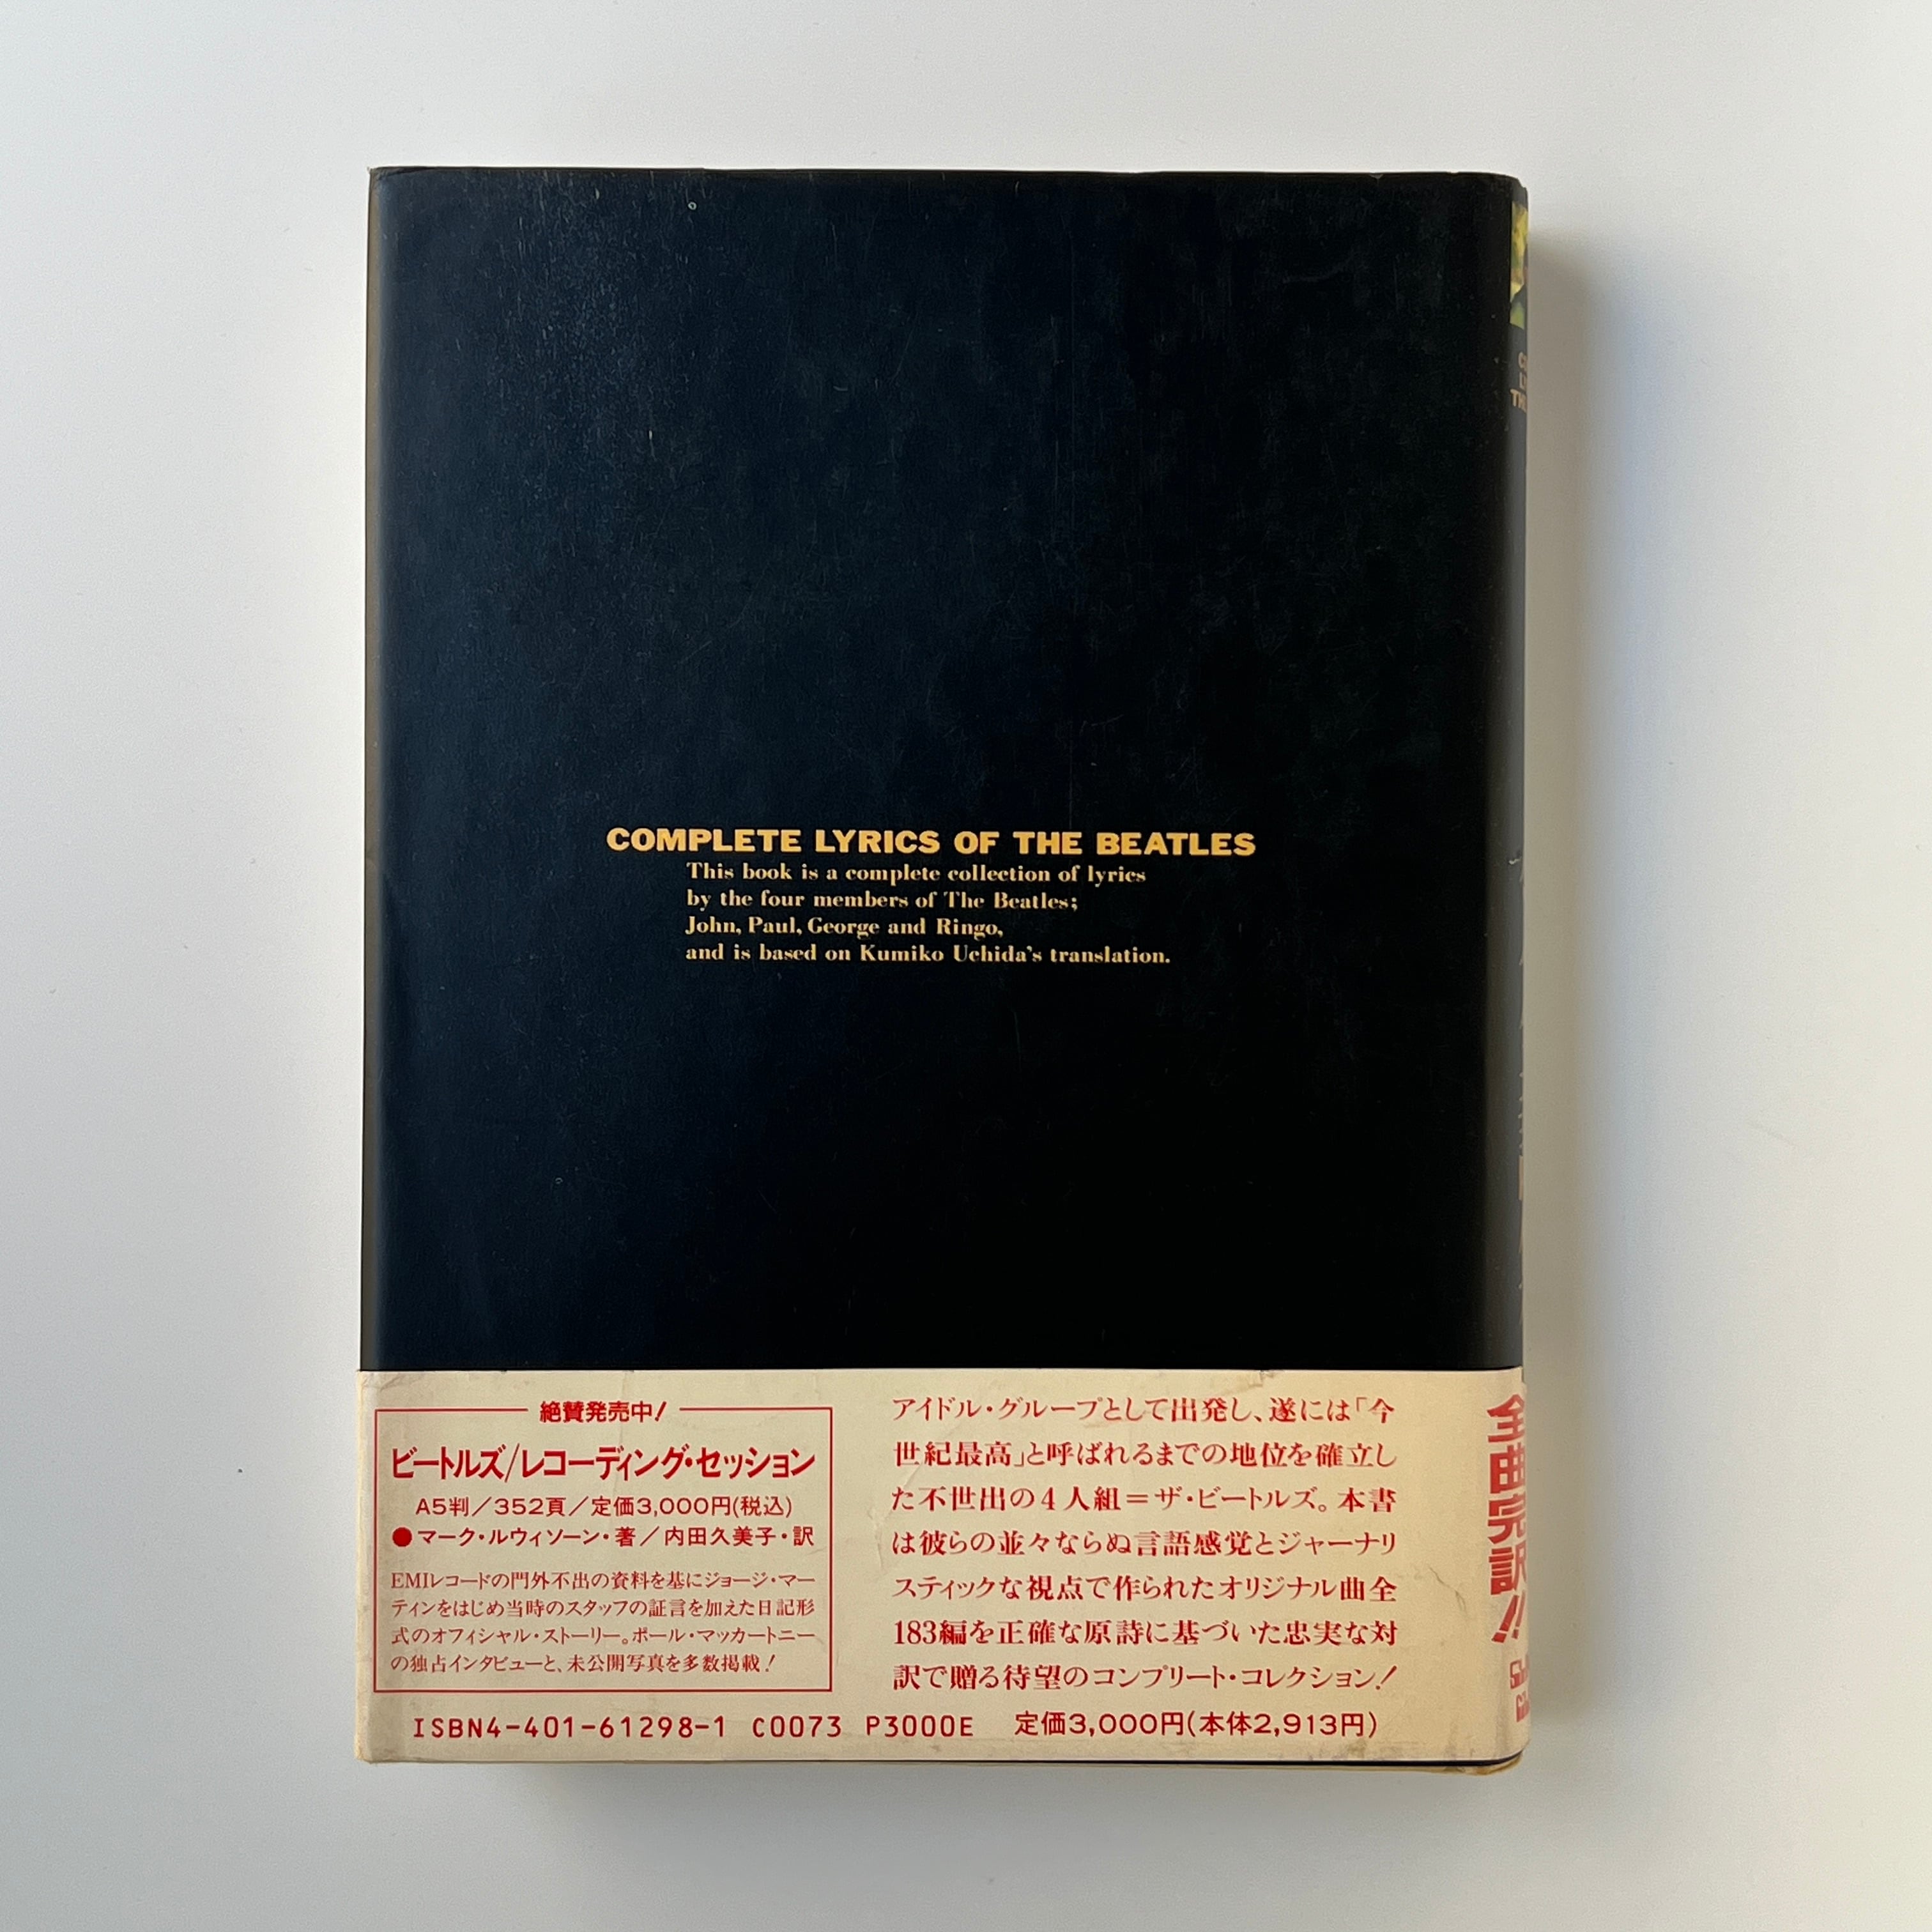 COMPLETE LYRICS OF THE BEATLES
This book is a complete collection of lyrics
by the four members of The Beatles;
John, Paul, George and Ringo,
and is based on Kumiko Uchida's translation.
絶賛発売中!
ビートルズ/レコーディング・セッション
A5判/352頁/定価3,000円(税込)
●マーク・ルウィソーン・著/内田久美子・訳
EMIレコードの門外不出の資料を基にジョージ・マー
ティンをはじめ当時のスタッフの証言を加えた日記形
式のオフィシャル・ストーリー。ポール・マッカートニー
の独占インタビューと、未公開写真を多数掲載!
アイドル・グループとして出発し、遂には「今
世紀最高」と呼ばれるまでの地位を確立し
た不世出の4人組=ザ・ビートルズ。本書
は彼らの並々ならぬ言語感覚とジャーナリ
スティックな視点で作られたオリジナル曲全
183編を正確な原詩に基づいた忠実な対
訳で贈る待望のコンプリート・コレクション!
ISBN4-401-61298-1 C0073 P3000E 定価3,000円(本体2,913円)
全曲完訳!!